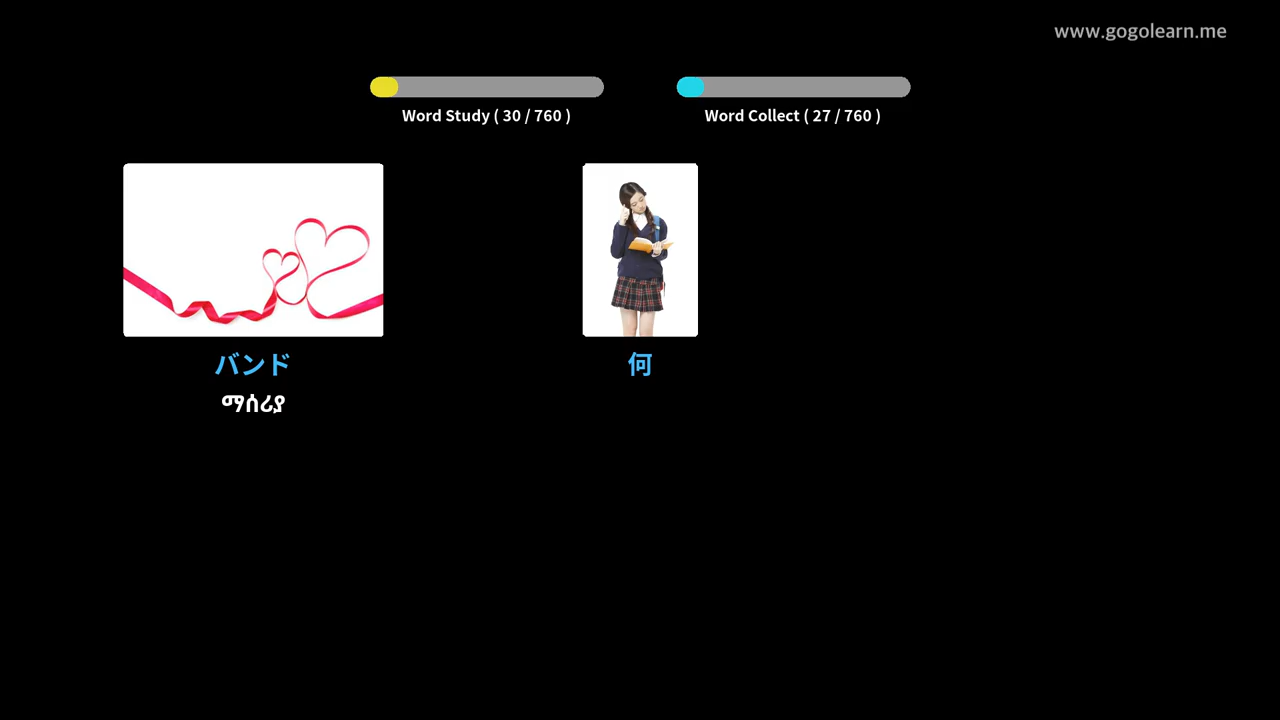 www.gogolearn.me
Word Study ( 30 / 760 )
Word Collect ( 27 / 760 )
バンド
何
ማሰሪያ